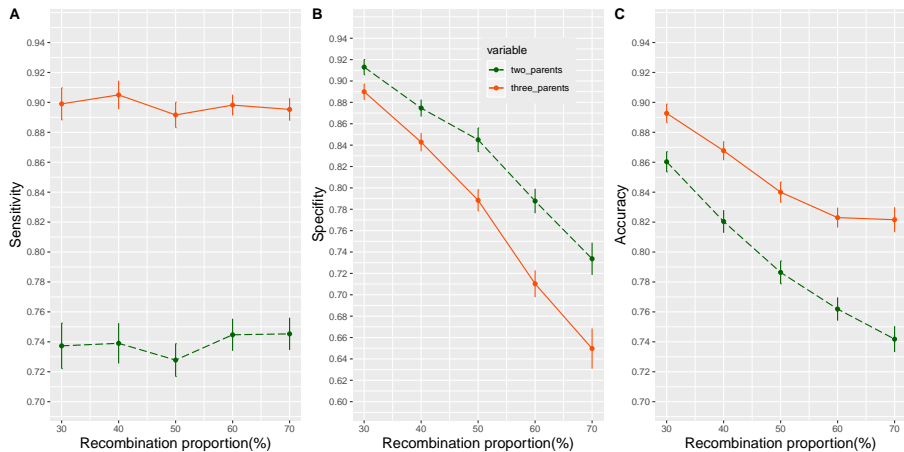 A
0.94
0.92
0.90
0.88
0.86
0.84
0.82
0.80
0.78
0.76
0.74
0.72
0.70
Sensitivity
30 40 50 60 70
Recombination proportion(%)
B
0.94
0.92
0.90
0.88
0.86
0.84
0.82
0.80
0.78
0.76
0.74
0.72
0.70
0.68
0.66
0.64
0.62
0.60
Specifity
variable
two_parents
three_parents
30 40 50 60 70
Recombination proportion(%)
C
0.94
0.92
0.90
0.88
0.86
0.84
0.82
0.80
0.78
0.76
0.74
0.72
0.70
Accuracy
30 40 50 60 70
Recombination proportion(%)